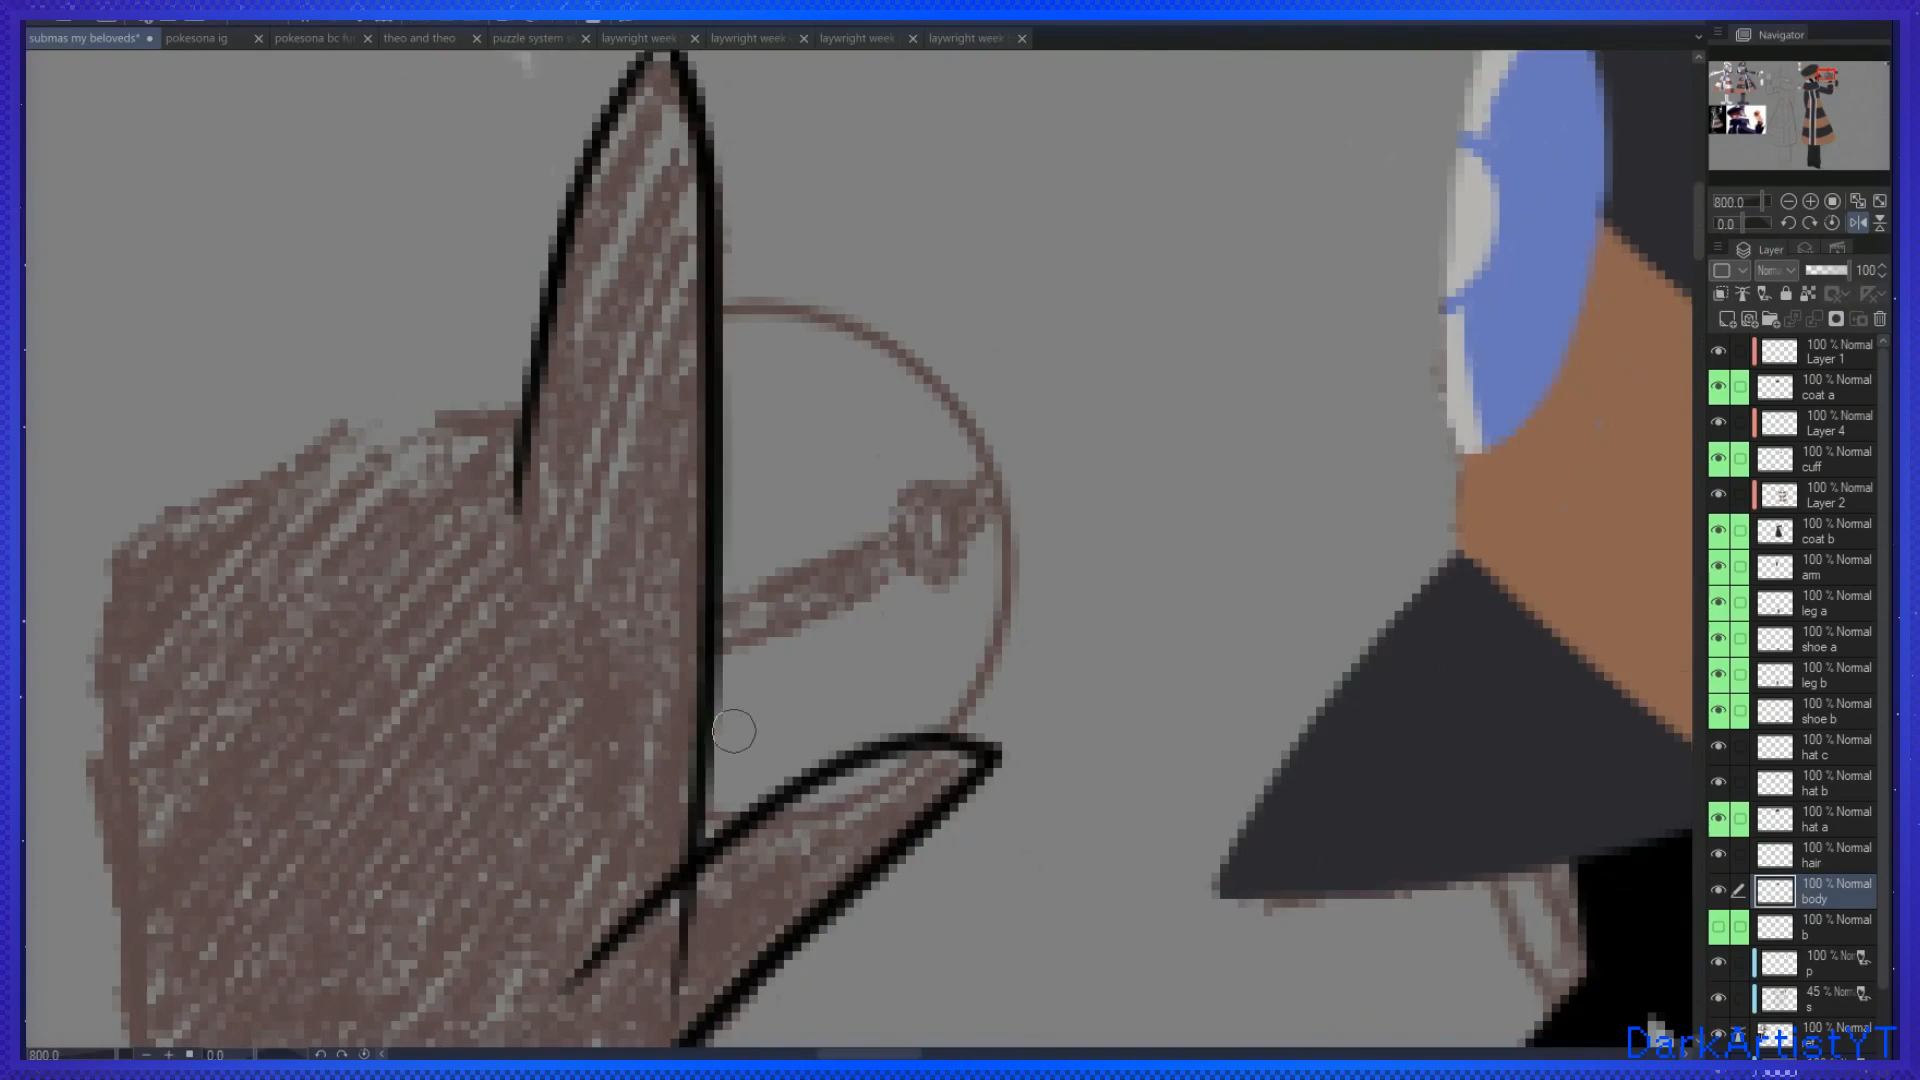 submas my beloveds* pokesona ig pokesona bc theo and theo puzzle system laywright week laywright week laywright week laywright week
Navigator
800.0
0.0
Layer
100
100 % Normal
Layer 1
100 % Normal
coat a
100 % Normal
Layer 4
100 % Normal
cuff
100 % Normal
Layer 2
100 % Normal
coat b
100 % Normal
arm
100 % Normal
leg a
100 % Normal
shoe a
100 % Normal
leg b
100 % Normal
shoe b
100 % Normal
hat c
100 % Normal
hat b
100 % Normal
hat a
100 % Normal
hair
100 % Normal
body
100 % Normal
b
100 %
p
45 %
s
100 % Normal
DarkArtistYT
800.0 0.0